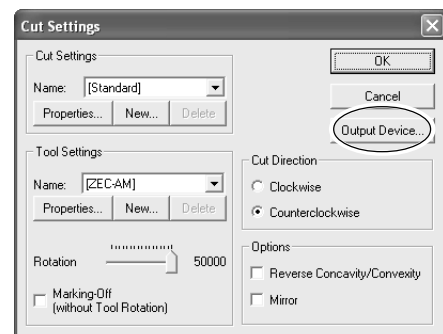 Cut Settings
Cut Settings
Name: [Standard]
Properties... New... Delete
Tool Settings
Name: [ZEC-AM]
Properties... New... Delete
Rotation 50000
Marking-Off
(without Tool Rotation)
OK
Cancel
Output Device...
Cut Direction
Clockwise
Counterclockwise
Options
Reverse Concavity/Convexity
Mirror